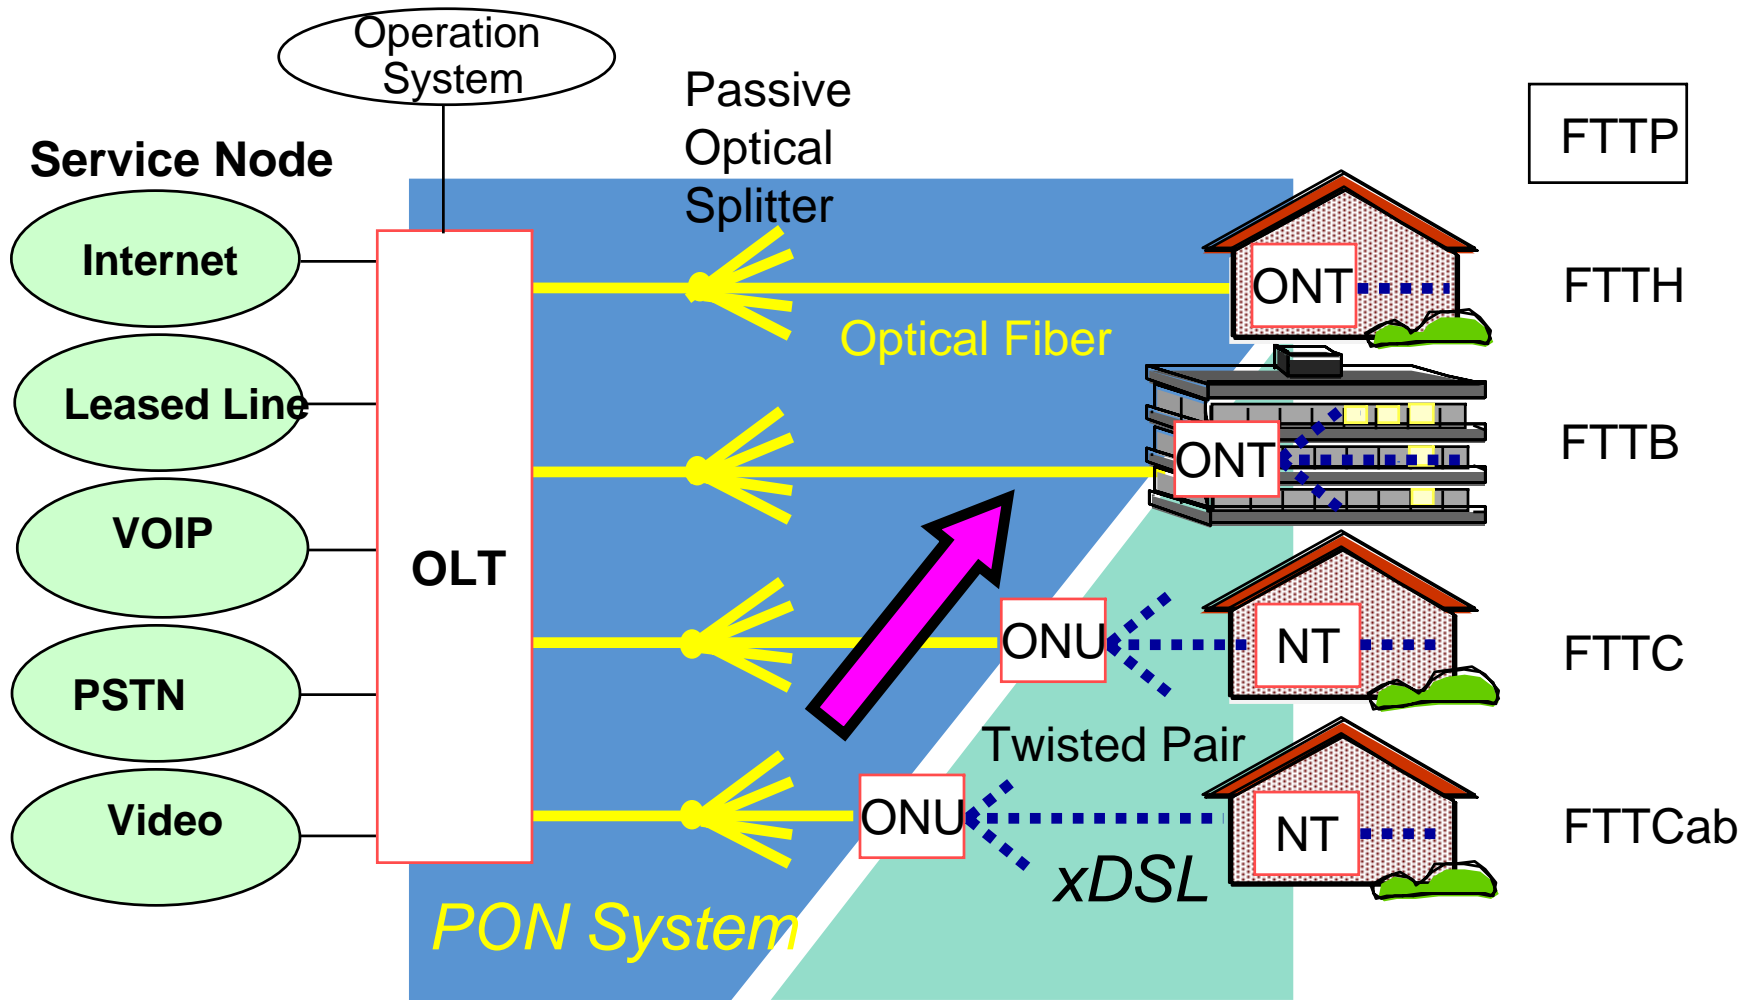 Operation
System
Passive
Optical
Splitter
FTTP
Service Node
Internet
ONT
FTTH
Optical Fiber
Leased Line
ONT
FTTB
VOIP
OLT
ONU
NT
FTTC
PSTN
Twisted Pair
Video
ONU
NT
FTTCab
xDSL
PON System